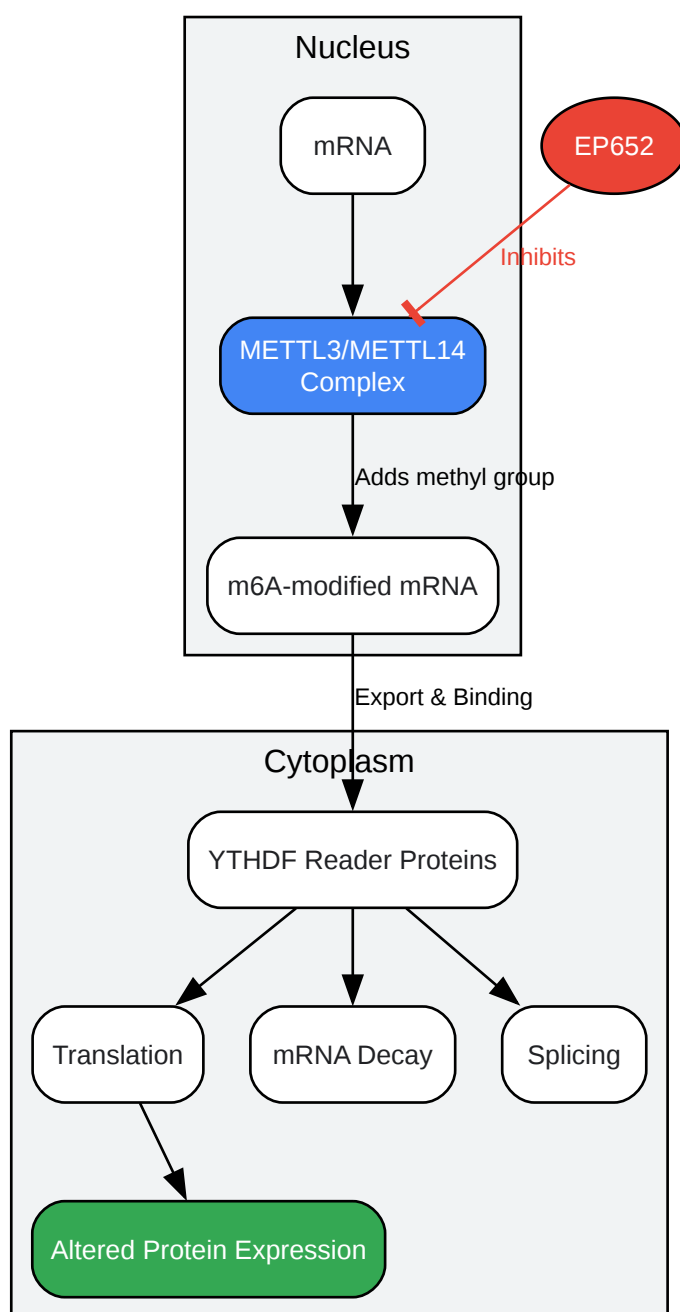 Nucleus
mRNA
EP652
Inhibits
METTL3/METTL14
Complex
Adds methyl group
m6A-modified mRNA
Export & Binding
Cytoplasm
YTHDF Reader Proteins
Translation
mRNA Decay
Splicing
Altered Protein Expression